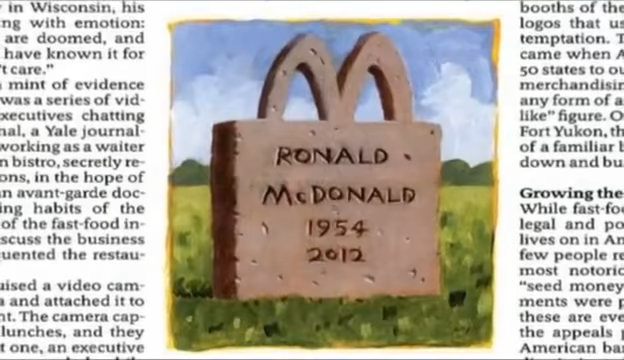 in Wisconsin, his
ng with emotion:
are doomed, and
have known it for
't care."
mint of evidence
was a series of vid-
xecutives chatting
nal, a Yale journal-
working as a waiter
n bistro, secretly re-
ons, in the hope of
n avant-garde doc-
ing habits of the
of the fast-food in-
scuss the business
quented the restau-
uised a video cam-
a and attached it to
nt. The camera cap-
lunches, and they
t one, an executive
RONALD
McDONALD
1954
2012
booths of the
logos that us
temptation. T
came when A
50 states to ou
merchandisin
any form of a
like" figure. O
Fort Yukon, th
of a familiar b
down and bu
Growing the
While fast-foo
legal and po
lives on in Am
few people re
most notoric
"seed money
ments were p
these are eve
the appeals p
American ba